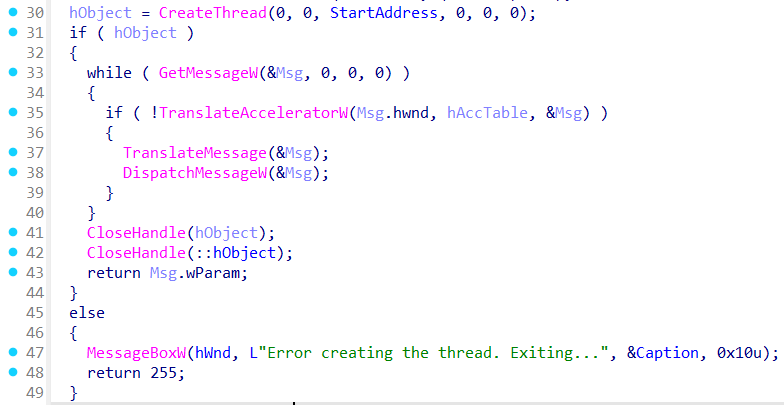 30 hObject = CreateThread(0, 0, StartAddress, 0, 0, 0);
31 if ( hObject )
32 {
33   while ( GetMessageW(&Msg, 0, 0, 0) )
34   {
35     if ( !TranslateAcceleratorW(Msg.hwnd, hAccTable, &Msg) )
36     {
37       TranslateMessage(&Msg);
38       DispatchMessageW(&Msg);
39     }
40   }
41   CloseHandle(hObject);
42   CloseHandle(::hObject);
43   return Msg.wParam;
44 }
45 else
46 {
47   MessageBoxW(hWnd, L"Error creating the thread. Exiting...", &Caption, 0x10u);
48   return 255;
49 }